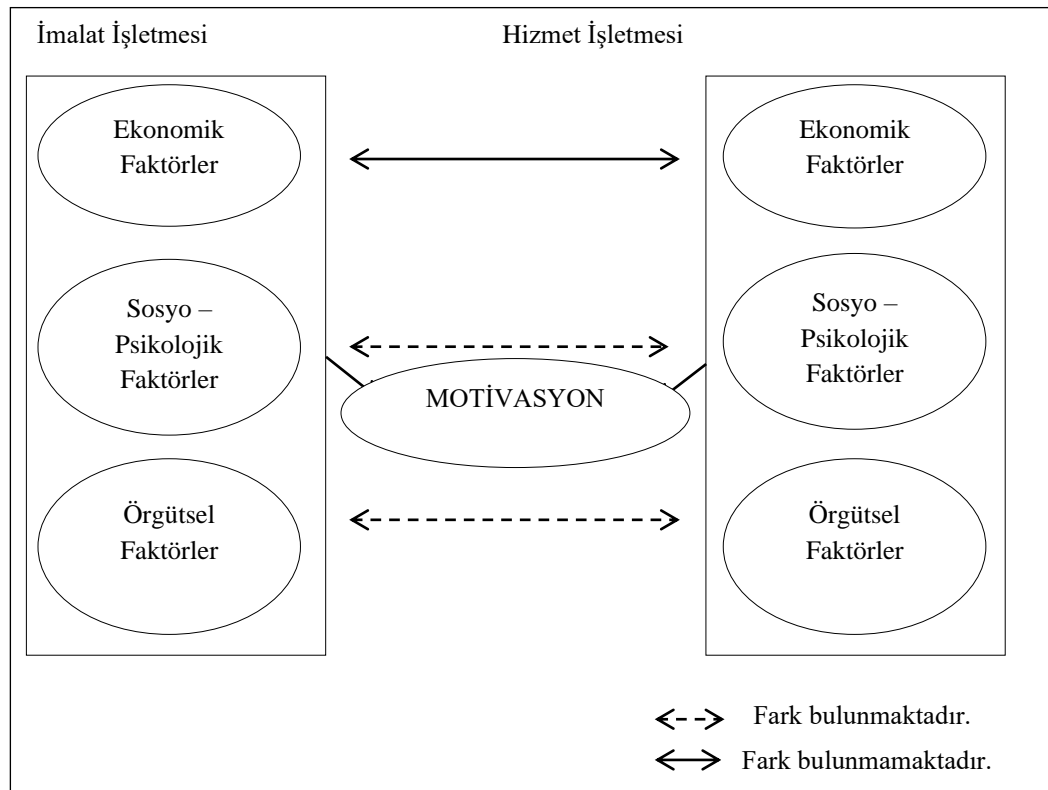 İmalat İşletmesi
Hizmet İşletmesi
Ekonomik
Faktörler
Ekonomik
Faktörler
Sosyo –
Psikolojik
Faktörler
Sosyo –
Psikolojik
Faktörler
MOTİVASYON
Örgütsel
Faktörler
Örgütsel
Faktörler
Fark bulunmaktadır.
Fark bulunmamaktadır.